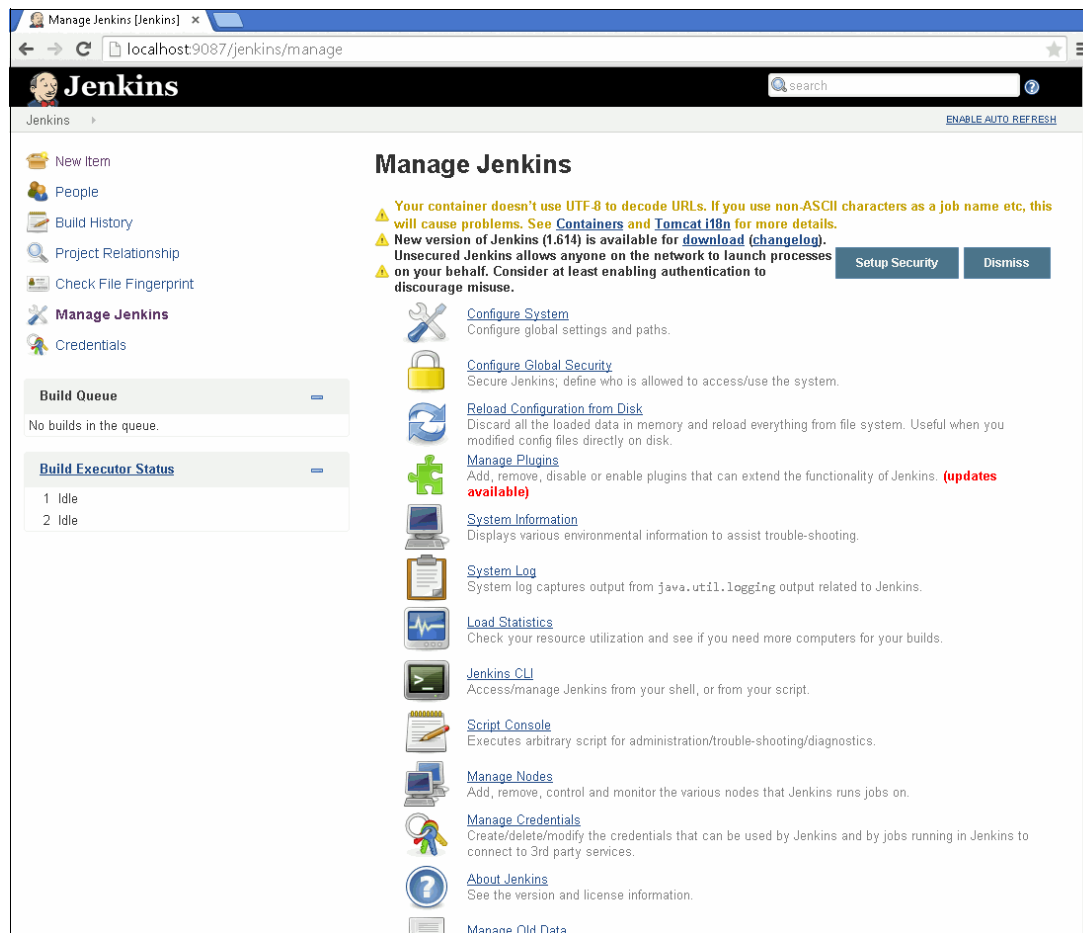 Manage Jenkins [Jenkins] ×
localhost:9087/jenkins/manage
Jenkins
search
Jenkins
ENABLE AUTO REFRESH
New Item
People
Build History
Project Relationship
Check File Fingerprint
Manage Jenkins
Credentials
Build Queue
No builds in the queue.
Build Executor Status
1 Idle
2 Idle
Manage Jenkins
Your container doesn't use UTF-8 to decode URLs. If you use non-ASCII characters as a job name etc, this
will cause problems. See Containers and Tomcat i18n for more details.
New version of Jenkins (1.614) is available for download (changelog).
Unsecured Jenkins allows anyone on the network to launch processes
on your behalf. Consider at least enabling authentication to
discourage misuse.
Setup Security
Dismiss
Configure System
Configure global settings and paths.
Configure Global Security
Secure Jenkins; define who is allowed to access/use the system.
Reload Configuration from Disk
Discard all the loaded data in memory and reload everything from file system. Useful when you
modified config files directly on disk.
Manage Plugins
Add, remove, disable or enable plugins that can extend the functionality of Jenkins. (updates
available)
System Information
Displays various environmental information to assist trouble-shooting.
System Log
System log captures output from java.util.logging output related to Jenkins.
Load Statistics
Check your resource utilization and see if you need more computers for your builds.
Jenkins CLI
Access/manage Jenkins from your shell, or from your script.
Script Console
Executes arbitrary script for administration/trouble-shooting/diagnostics.
Manage Nodes
Add, remove, control and monitor the various nodes that Jenkins runs jobs on.
Manage Credentials
Create/delete/modify the credentials that can be used by Jenkins and by jobs running in Jenkins to
connect to 3rd party services.
About Jenkins
See the version and license information.
Manage Old Data